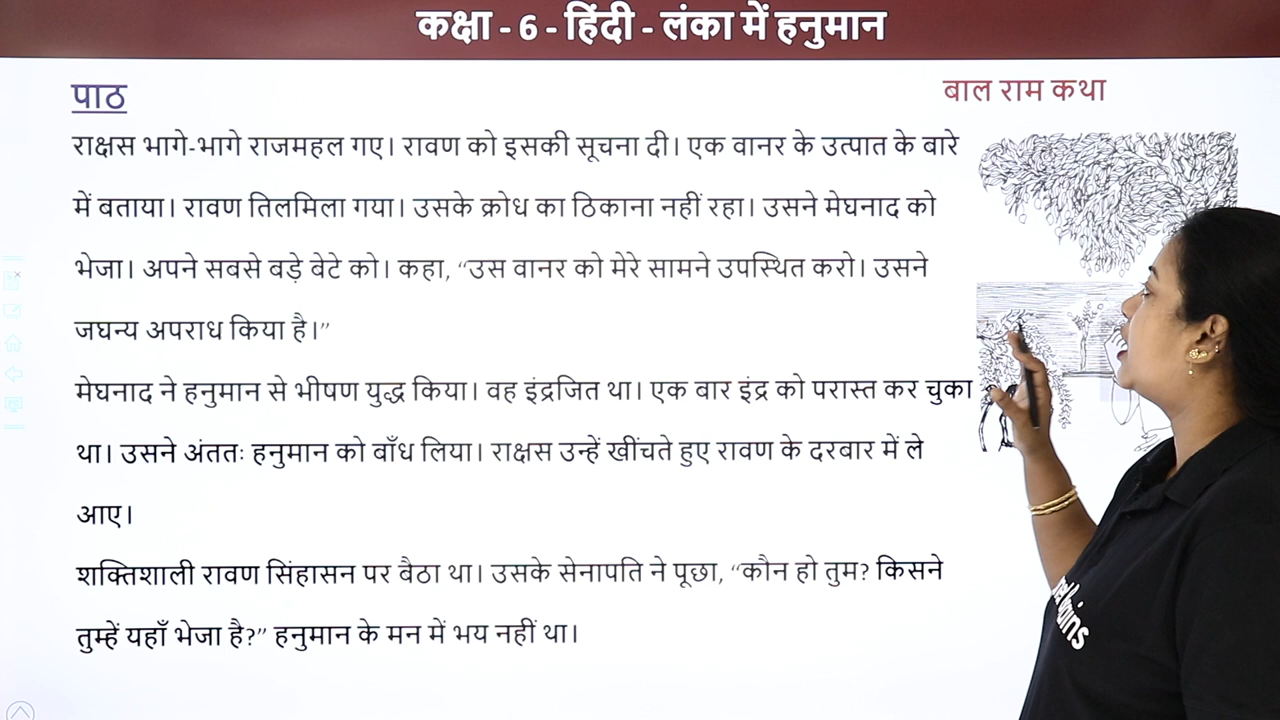 कक्षा - 6 - हिंदी - लंका में हनुमान
पाठ
बाल राम कथा
राक्षस भागे-भागे राजमहल गए। रावण को इसकी सूचना दी। एक वानर के उत्पात के बारे
में बताया। रावण तिलमिला गया। उसके क्रोध का ठिकाना नहीं रहा। उसने मेघनाद को
भेजा। अपने सबसे बड़े बेटे को। कहा, “उस वानर को मेरे सामने उपस्थित करो। उसने
जघन्य अपराध किया है।”
मेघनाद ने हनुमान से भीषण युद्ध किया। वह इंद्रजित था। एक वार इंद्र को परास्त कर चुका
था। उसने अंततः हनुमान को बाँध लिया। राक्षस उन्हें खींचते हुए रावण के दरबार में ले
आए।
शक्तिशाली रावण सिंहासन पर बैठा था। उसके सेनापति ने पूछा, “कौन हो तुम? किसने
तुम्हें यहाँ भेजा है?” हनुमान के मन में भय नहीं था।